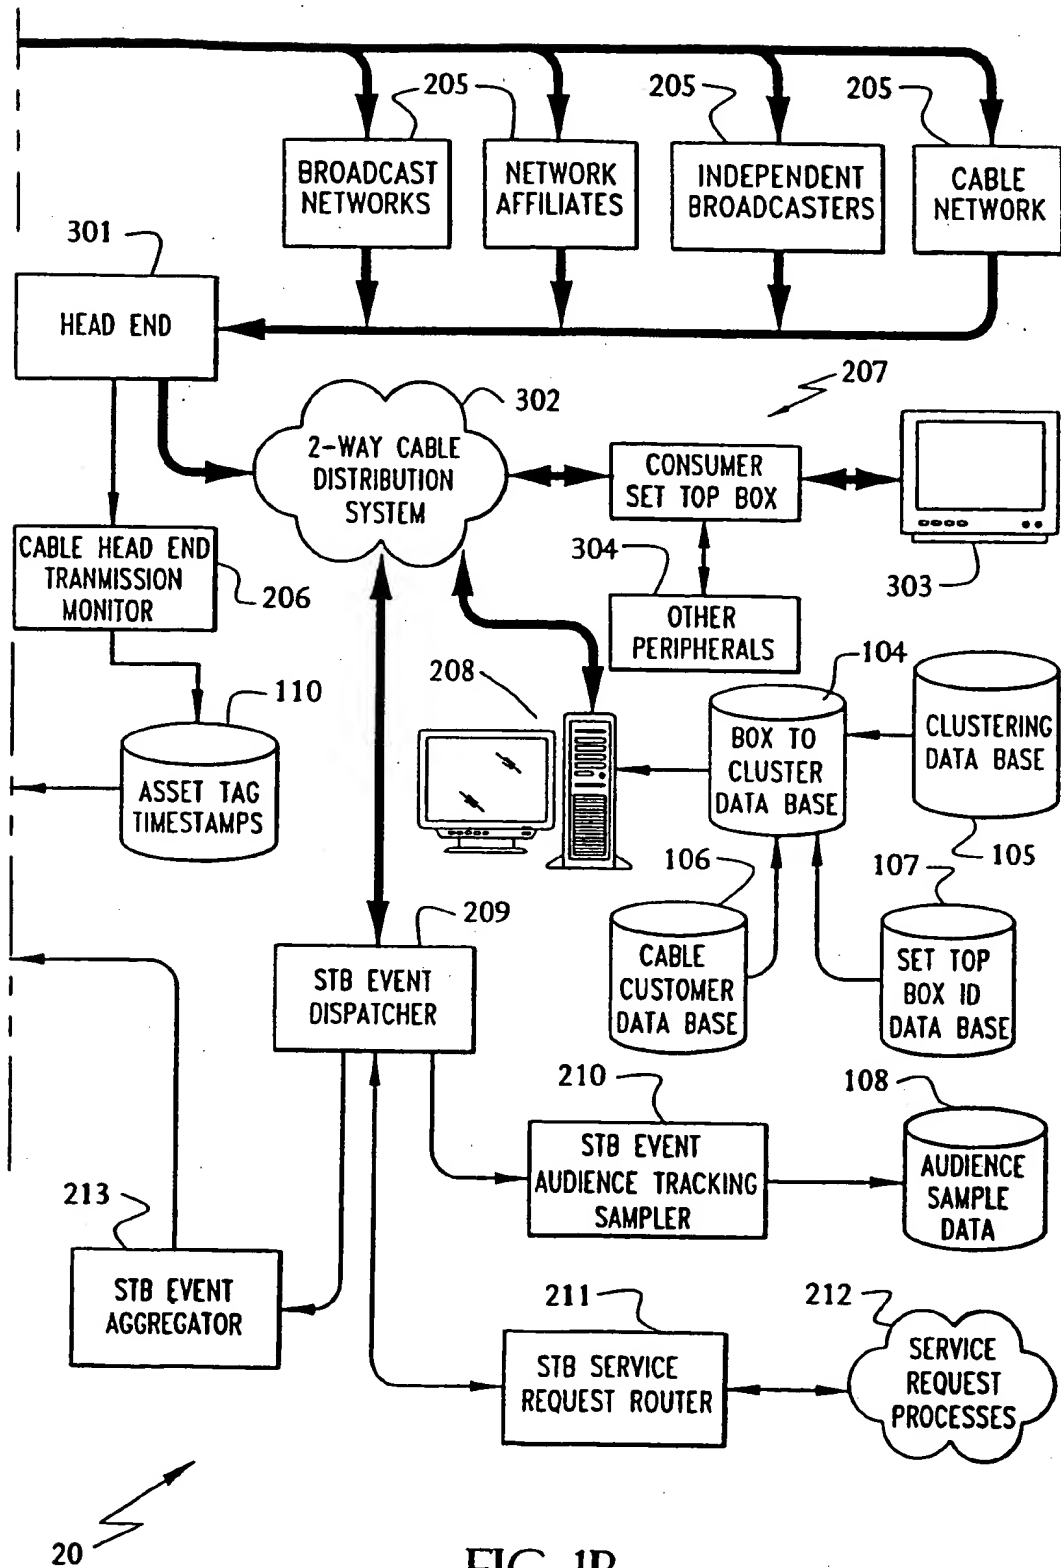 205
205
205
BROADCAST
NETWORKS
NETWORK
AFFILIATES
INDEPENDENT
BROADCASTERS
CABLE
NETWORK
301
HEAD END
207
302
2-WAY CABLE
DISTRIBUTION
SYSTEM
CONSUMER
SET TOP BOX
303
304
OTHER
PERIPHERALS
CABLE HEAD END
TRANMISSION
MONITOR
206
110
ASSET TAG
TIMESTAMPS
208
104
BOX TO
CLUSTER
DATA BASE
CLUSTERING
DATA BASE
105
106
CABLE
CUSTOMER
DATA BASE
107
SET TOP
BOX ID
DATA BASE
209
STB EVENT
DISPATCHER
210
STB EVENT
AUDIENCE TRACKING
SAMPLER
108
AUDIENCE
SAMPLE
DATA
213
STB EVENT
AGGREGATOR
211
STB SERVICE
REQUEST ROUTER
212
SERVICE
REQUEST
PROCESSES
20
FIG. 1B